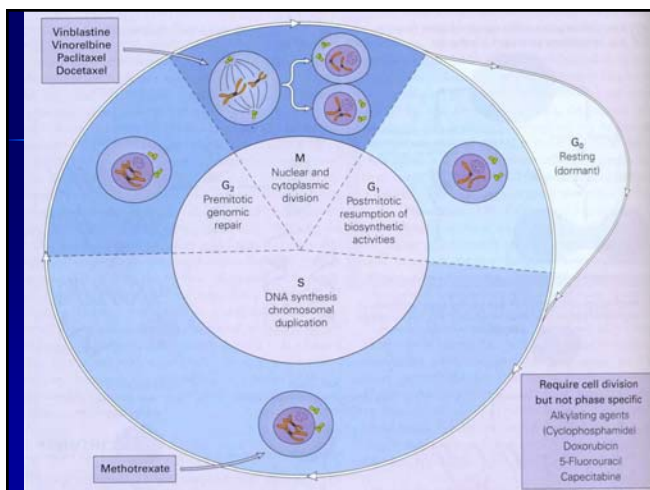 Vinblastine
Vinorelbine
Paclitaxel
Docetaxel
M
Nuclear and
cytoplasmic
division
G2
Premitotic
genomic
repair
G1
Postmitotic
resumption of
biosynthetic
activities
G0
Resting
(dormant)
S
DNA synthesis
chromosomal
duplication
Methotrexate
Require cell division
but not phase specific
Alkylating agents
(Cyclophosphamide)
Doxorubicin
5-Fluorouracil
Capecitabine